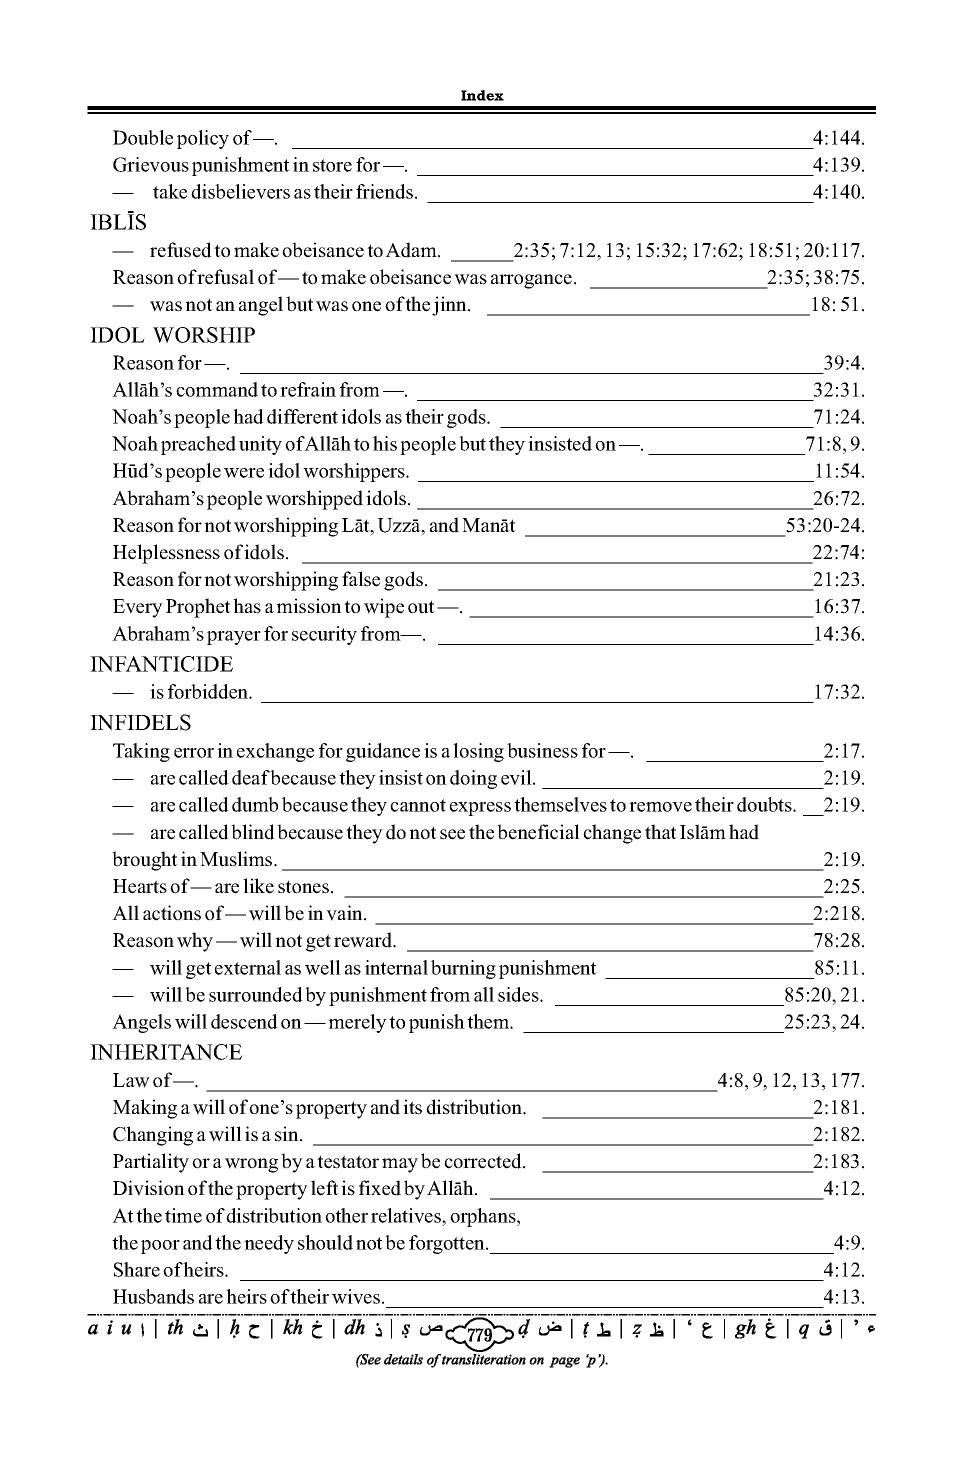 Index
Double policy of —. 4:144.
Grievous punishment in store for —. 4:139.
— take disbelievers as their friends. 4:140.
IBLĪS
— refused to make obeisance to Adam. 2:35; 7:12, 13; 15:32; 17:62; 18:51; 20:117.
Reason of refusal of — to make obeisance was arrogance. 2:35; 38:75.
— was not an angel but was one of the jinn. 18: 51.
IDOL WORSHIP
Reason for —. 39:4.
Allāh’s command to refrain from —. 32:31.
Noah’s people had different idols as their gods. 71:24.
Noah preached unity of Allāh to his people but they insisted on —. 71:8, 9.
Hūd’s people were idol worshippers. 11:54.
Abraham’s people worshipped idols. 26:72.
Reason for not worshipping Lāt, Uzzā, and Manāt 53:20-24.
Helplessness of idols. 22:74:
Reason for not worshipping false gods. 21:23.
Every Prophet has a mission to wipe out —. 16:37.
Abraham’s prayer for security from—. 14:36.
INFANTICIDE
— is forbidden. 17:32.
INFIDELS
Taking error in exchange for guidance is a losing business for —. 2:17.
— are called deaf because they insist on doing evil. 2:19.
— are called dumb because they cannot express themselves to remove their doubts. 2:19.
— are called blind because they do not see the beneficial change that Islām had
brought in Muslims. 2:19.
Hearts of — are like stones. 2:25.
All actions of — will be in vain. 2:218.
Reason why — will not get reward. 78:28.
— will get external as well as internal burning punishment 85:11.
— will be surrounded by punishment from all sides. 85:20, 21.
Angels will descend on — merely to punish them. 25:23, 24.
INHERITANCE
Law of —. 4:8, 9, 12, 13, 177.
Making a will of one’s property and its distribution. 2:181.
Changing a will is a sin. 2:182.
Partiality or a wrong by a testator may be corrected. 2:183.
Division of the property left is fixed by Allāh. 4:12.
At the time of distribution other relatives, orphans,
the poor and the needy should not be forgotten. 4:9.
Share of heirs. 4:12.
Husbands are heirs of their wives. 4:13.
a i u ا | th ث | ḥ ح | kh خ | dh ذ | ṣ ص 779 ḍ ض | ṭ ط | ẓ ظ | ‘ ع | gh غ | q ق | ’ ء
(See details of transliteration on page ‘p’).